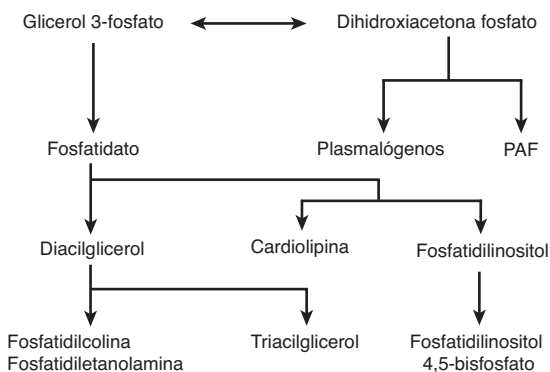 Glicerol 3-fosfato
Dihidroxiacetona fosfato
Fosfatidato
Plasmalógenos
PAF
Diacilglicerol
Cardiolipina
Fosfatidilinositol
Fosfatidilcolina
Fosfatidiletanolamina
Triacilglicerol
Fosfatidilinositol
4,5-bisfosfato